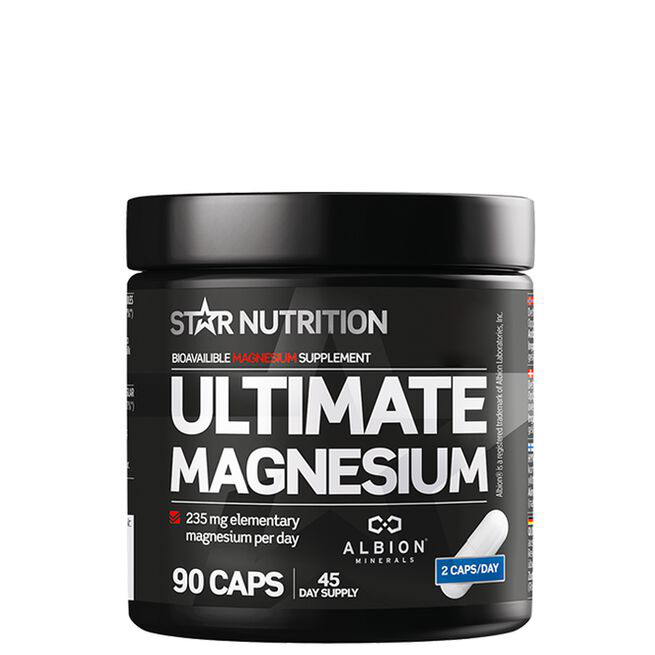 STAR NUTRITION
BIOAVAILIBLE MAGNESIUM SUPPLEMENT
ULTIMATE
MAGNESIUM
235 mg elementary
magnesium per day
ALBION®
MINERALS
2 CAPS/DAY
90 CAPS
45
DAY SUPPLY
Albion® is a registered trademark of Albion Laboratories, Inc.